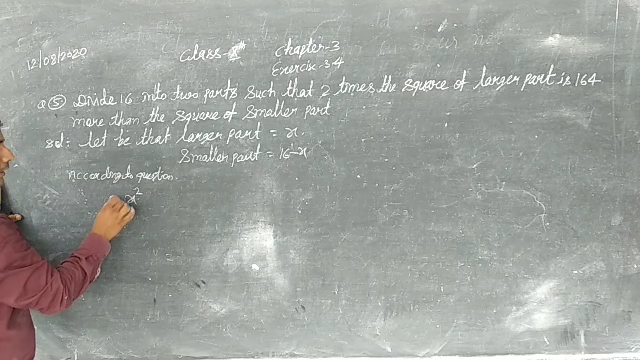 12/08/2020 Class-X Chapter-3
Exercise-3.4
Q(5) Divide 16 into two parts such that 2 times the square of larger part is 164
more than the square of smaller part
Sol: Let be that larger part = x.
Smaller part = 16-x
According to question
x²